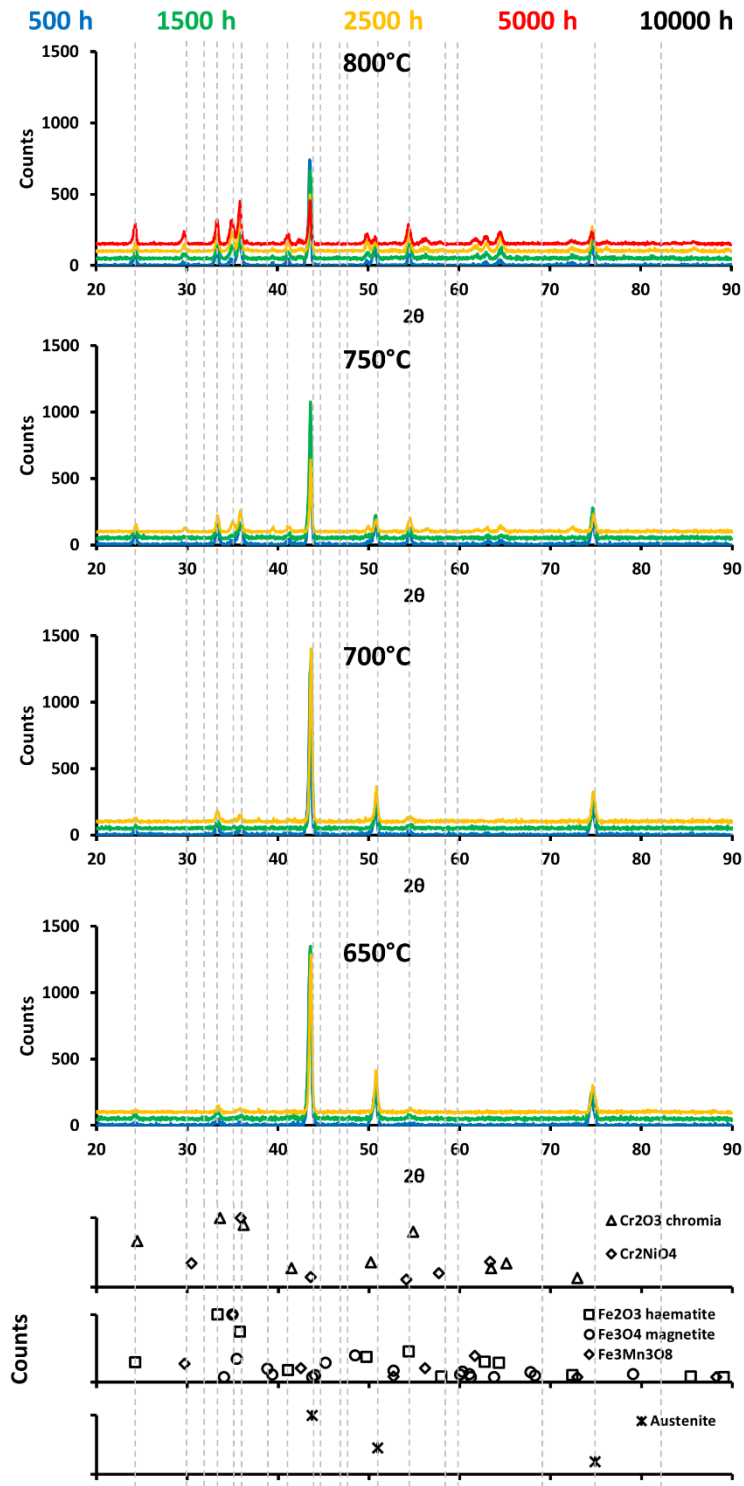 500 h 1500 h 2500 h 5000 h 10000 h
800°C
1500
1000
500
0
Counts
20 30 40 50 60 70 80 90
2θ
750°C
1500
1000
500
0
Counts
20 30 40 50 60 70 80 90
2θ
700°C
1500
1000
500
0
Counts
20 30 40 50 60 70 80 90
2θ
650°C
1500
1000
500
0
Counts
20 30 40 50 60 70 80 90
2θ
Cr2O3 chromia
Cr2NiO4
Counts
Fe2O3 haematite
Fe3O4 magnetite
Fe3Mn3O8
Austenite